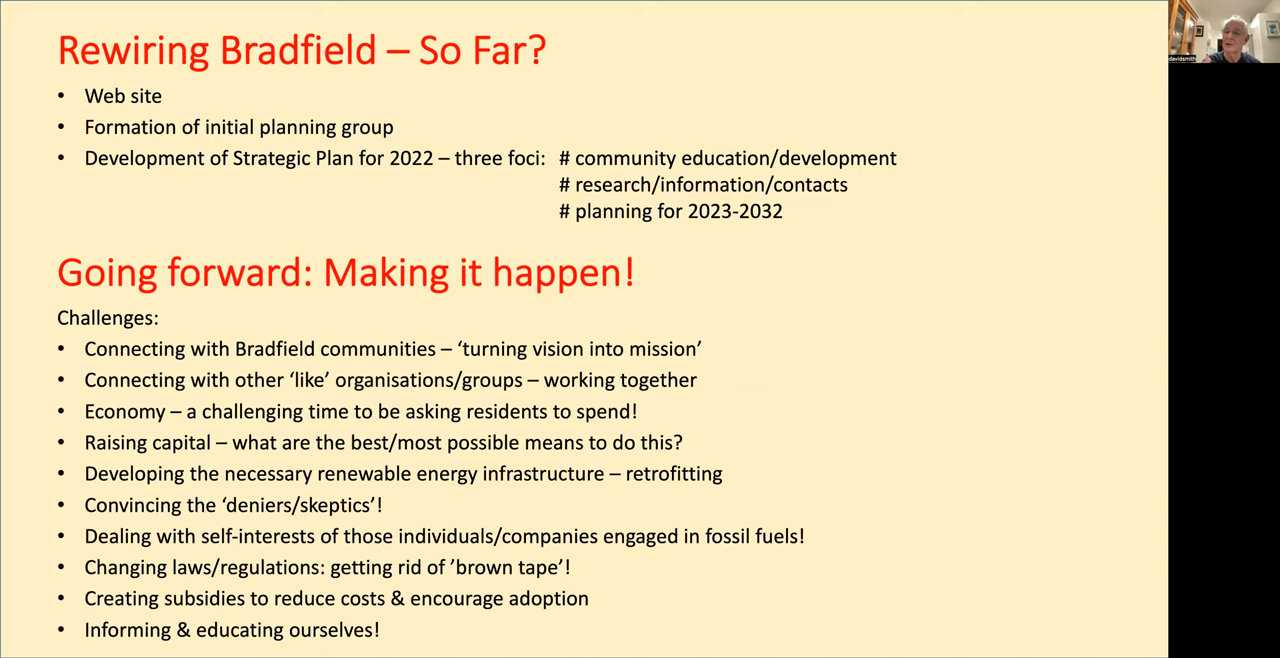 Rewiring Bradfield – So Far?
• Web site
• Formation of initial planning group
• Development of Strategic Plan for 2022 – three foci: # community education/development
# research/information/contacts
# planning for 2023-2032
Going forward: Making it happen!
Challenges:
• Connecting with Bradfield communities – ‘turning vision into mission’
• Connecting with other ‘like’ organisations/groups – working together
• Economy – a challenging time to be asking residents to spend!
• Raising capital – what are the best/most possible means to do this?
• Developing the necessary renewable energy infrastructure – retrofitting
• Convincing the ‘deniers/skeptics’!
• Dealing with self-interests of those individuals/companies engaged in fossil fuels!
• Changing laws/regulations: getting rid of ’brown tape’!
• Creating subsidies to reduce costs & encourage adoption
• Informing & educating ourselves!
davidsmith